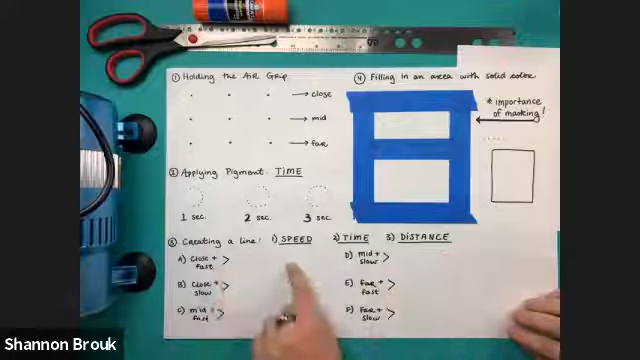 ① Holding the AIR Grip
close
mid
far
② Applying Pigment: TIME
1 sec. 2 sec. 3 sec.
③ Creating a line: 1) SPEED 2) TIME 3) DISTANCE
A) close + fast >
B) close + slow >
C) mid + fast >
D) mid + slow >
E) far + fast >
F) far + slow >
④ Filling in an area with solid color
* importance of masking!
Shannon Brouk